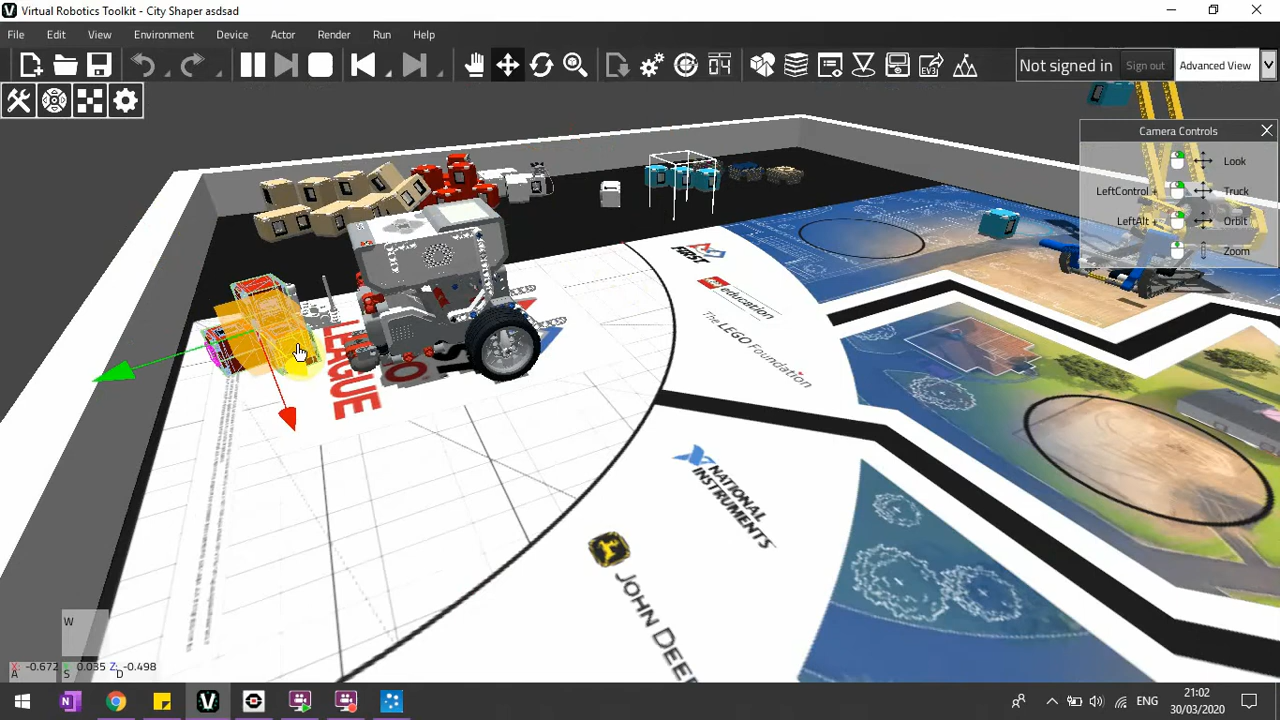 Virtual Robotics Toolkit - City Shaper asdsad
File Edit View Environment Device Actor Render Run Help
Not signed in Sign out Advanced View
Camera Controls
Look
LeftControl + Truck
LeftAlt + Orbit
Zoom
FIRST
education
The LEGO Foundation
LEAGUE
NATIONAL
INSTRUMENTS
JOHN DEER
W
X: -0.672 0.035 Z: -0.498
A S D
ENG
21:02
30/03/2020